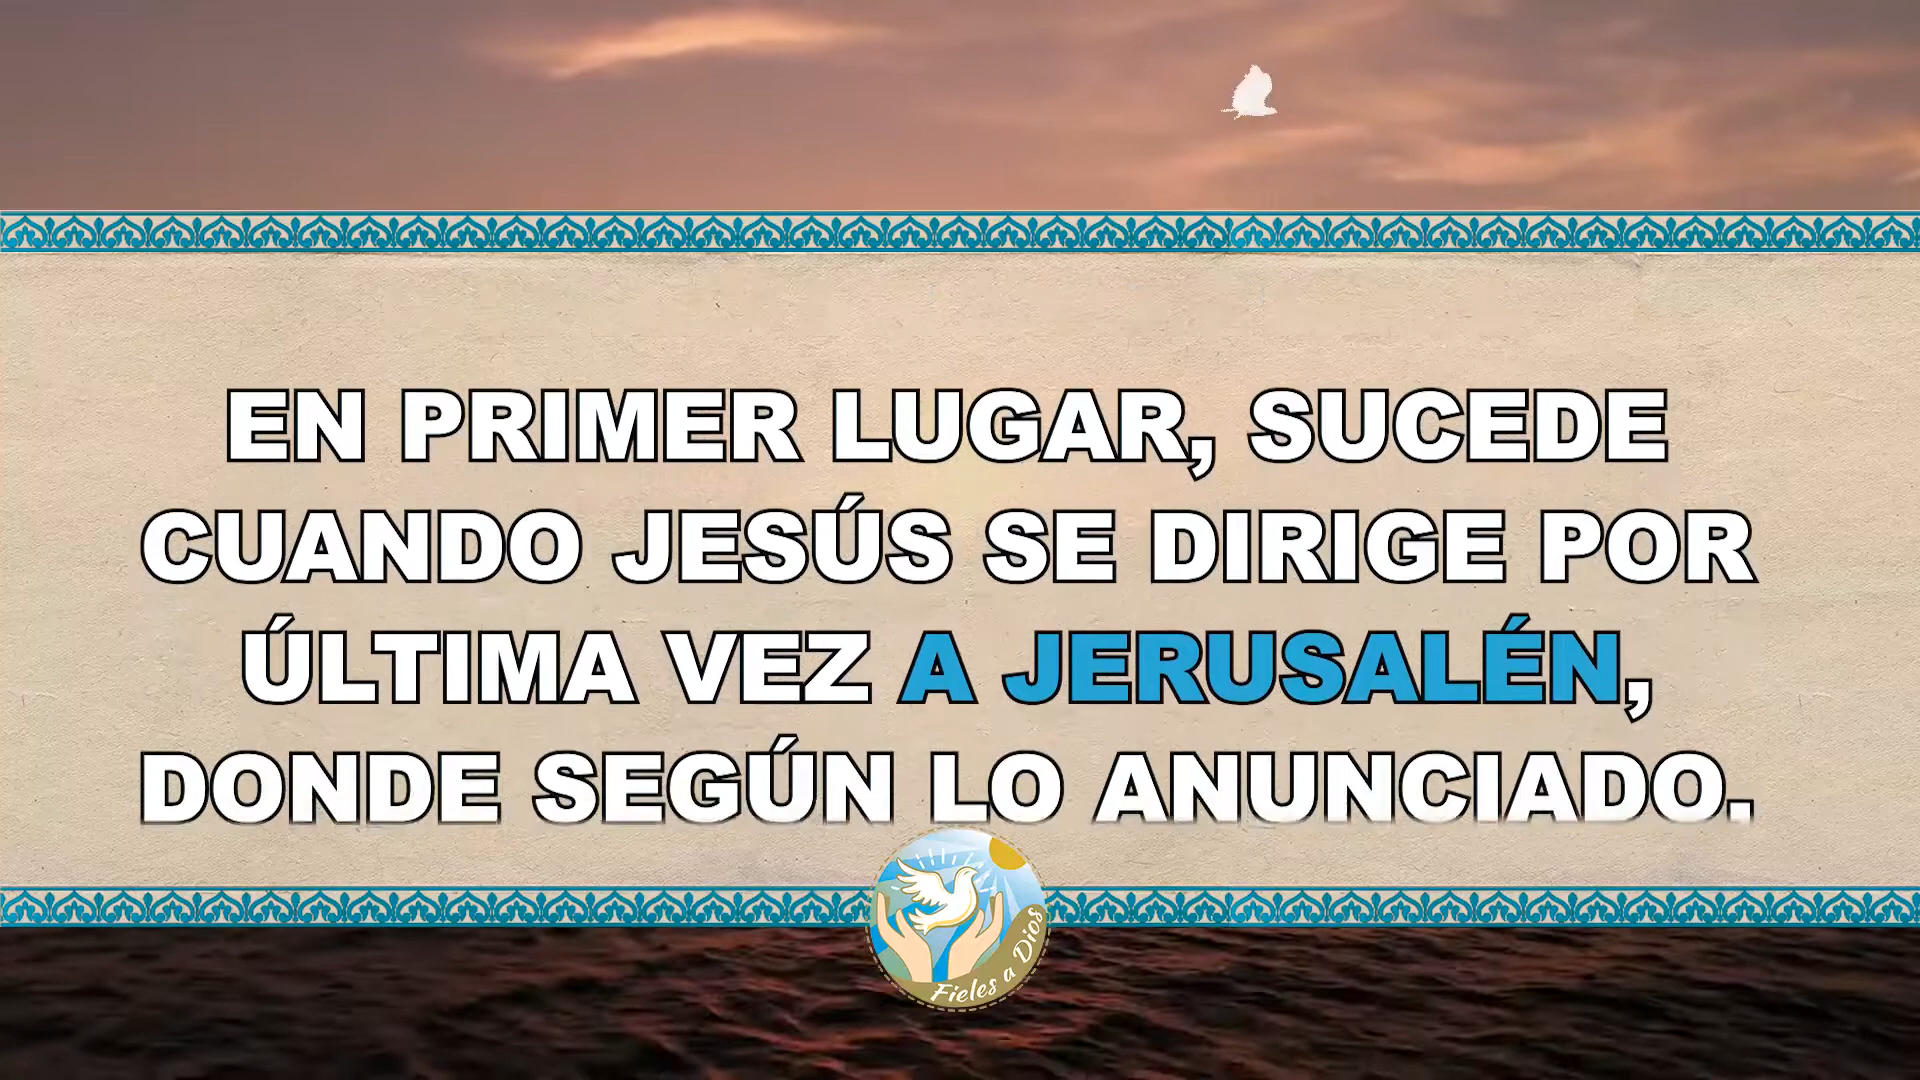 EN PRIMER LUGAR, SUCEDE
CUANDO JESÚS SE DIRIGE POR
ÚLTIMA VEZ A JERUSALÉN,
DONDE SEGÚN LO ANUNCIADO.
Fieles a Dios